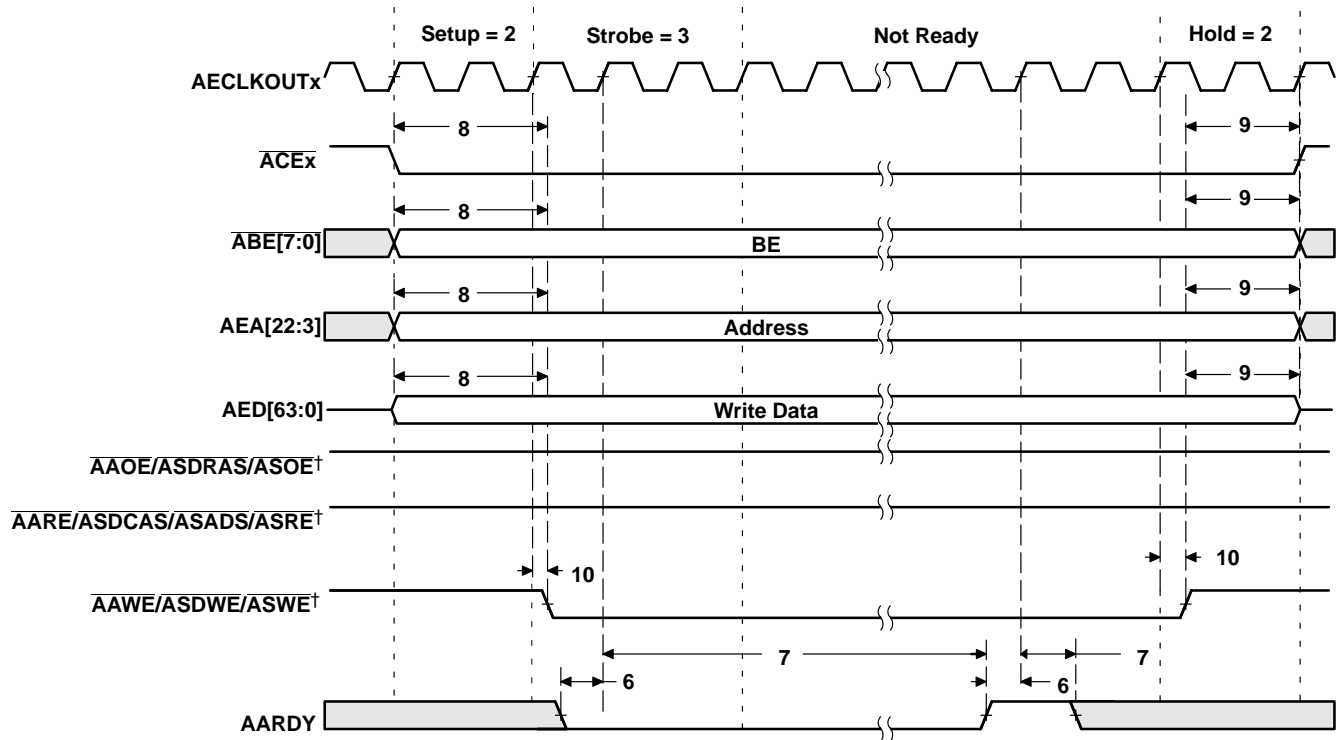 Setup = 2 Strobe = 3 Not Ready Hold = 2
AECLKOUTx
8 9
ACEx
8 9
ABE[7:0] BE
8 9
AEA[22:3] Address
8 9
AED[63:0] Write Data
AAOE/ASDRAS/ASOE†
AARE/ASDCAS/ASADS/ASRE†
10 10
AAWE/ASDWE/ASWE†
7 7
6 6
AARDY